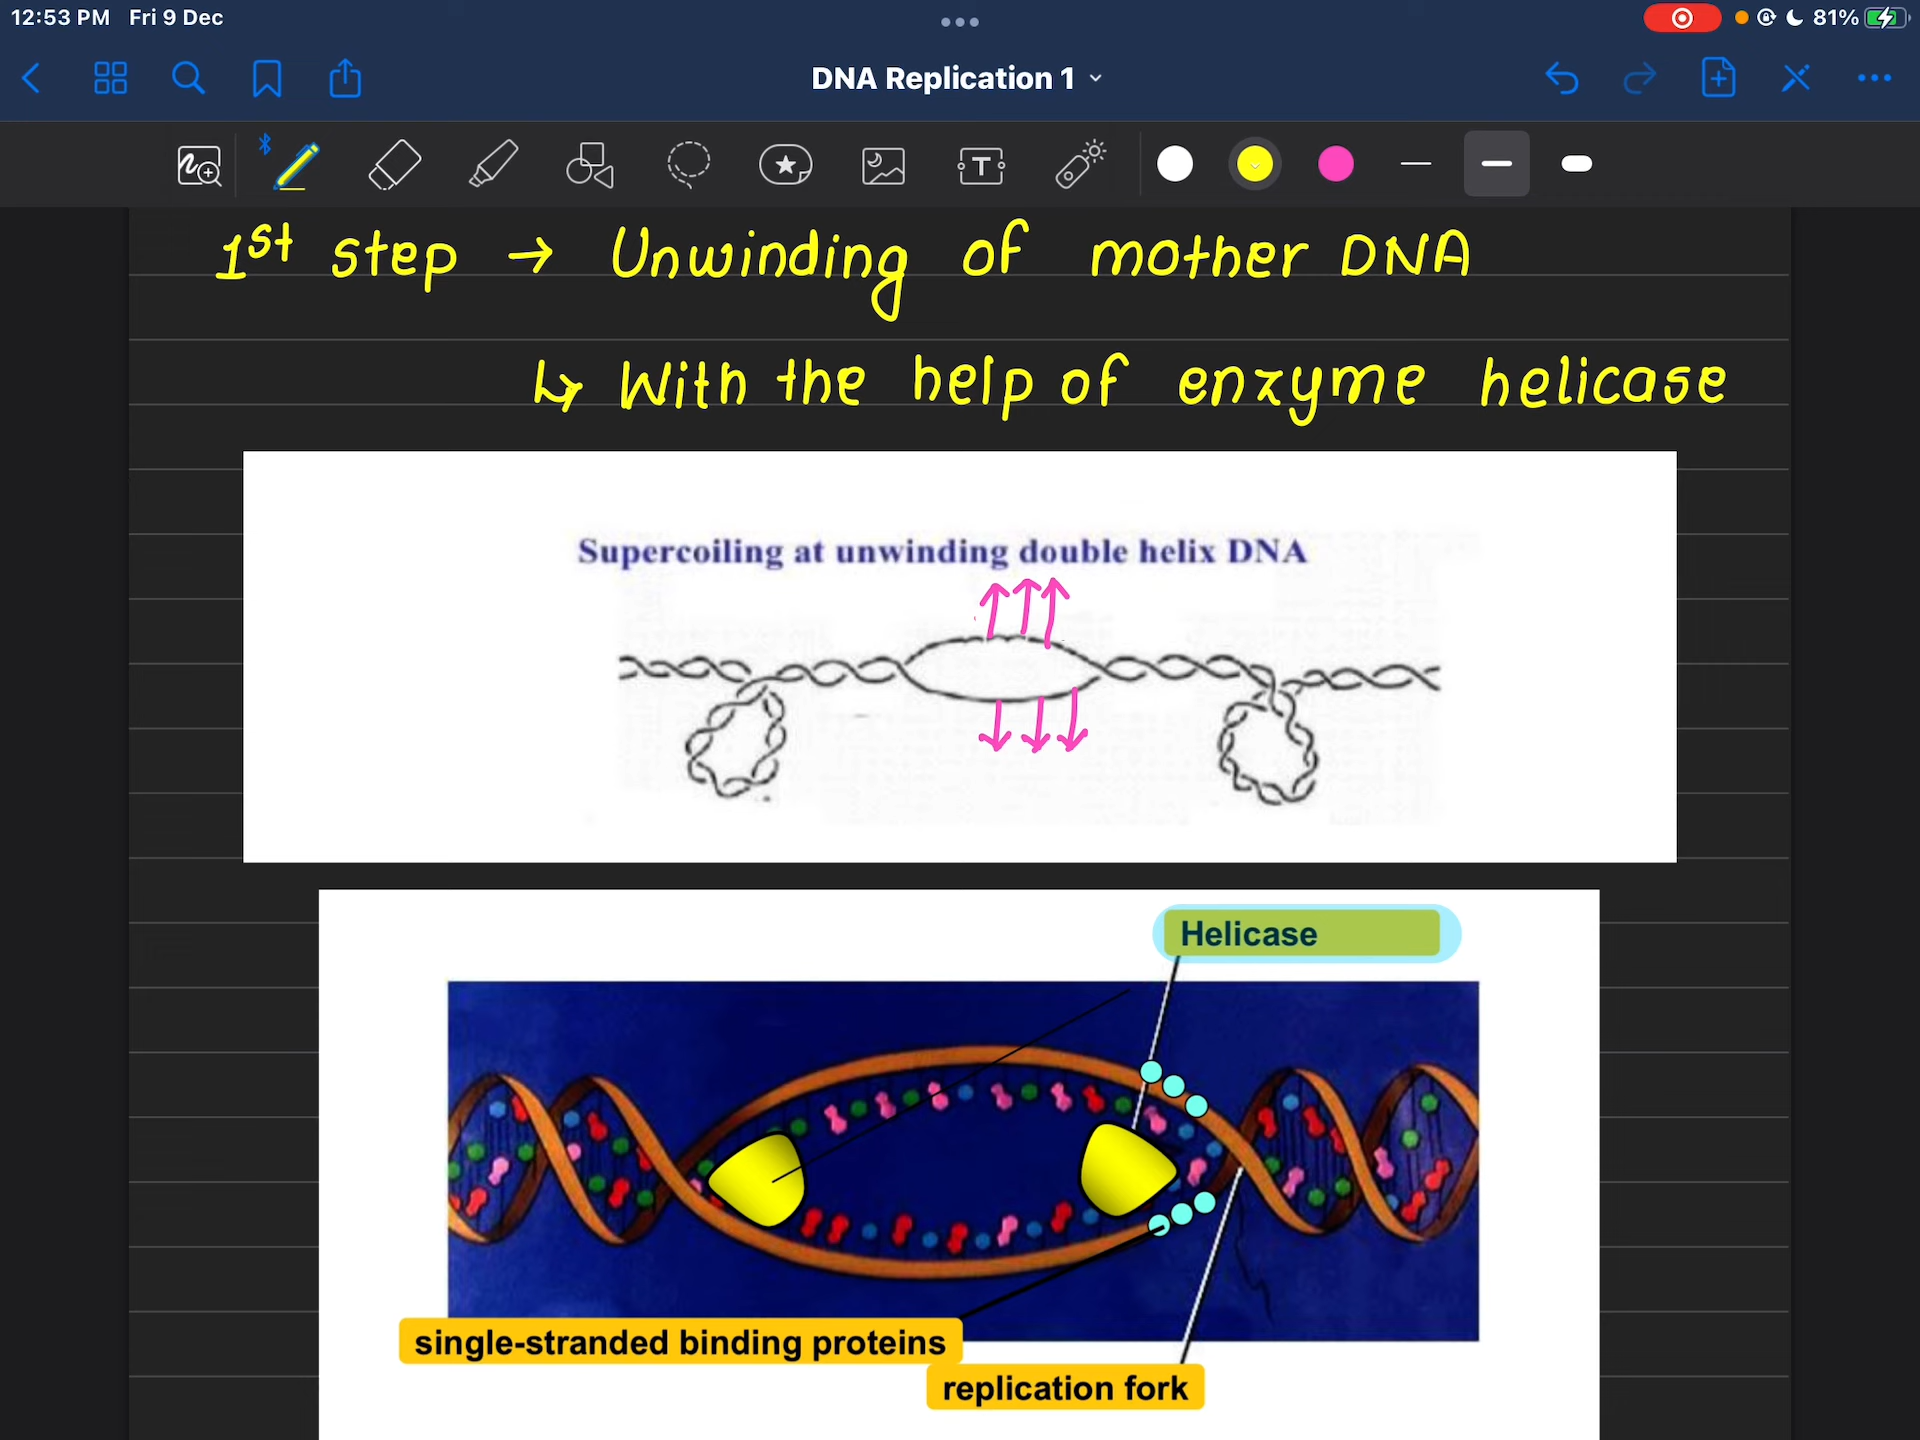 12:53 PM Fri 9 Dec
81%
DNA Replication 1
T
1st step → Unwinding of mother DNA
↳ With the help of enzyme helicase
Supercoiling at unwinding double helix DNA
Helicase
single-stranded binding proteins
replication fork